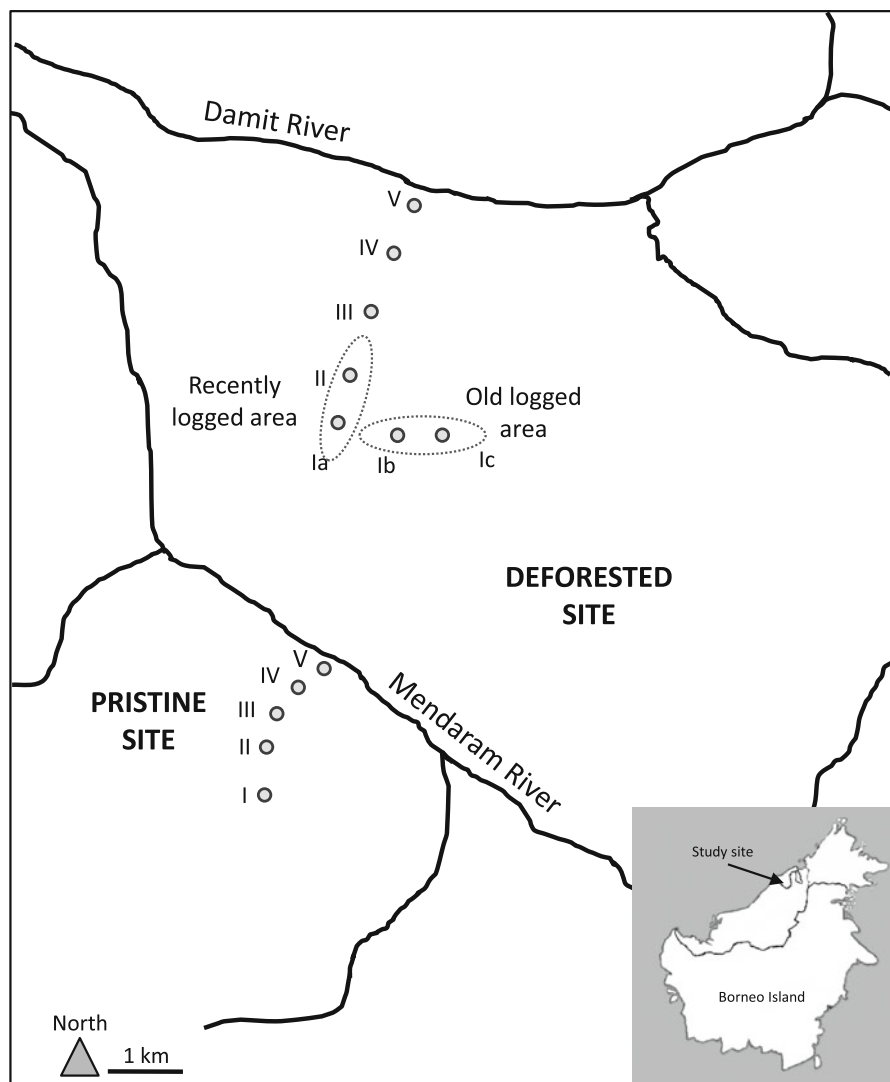 Damit River
V
IV
III
II
Recently
logged area
Old logged
area
Ia
Ib
Ic
DEFORESTED
SITE
V
IV
III
II
I
PRISTINE
SITE
Mendaram River
Study site
Borneo Island
North
1 km